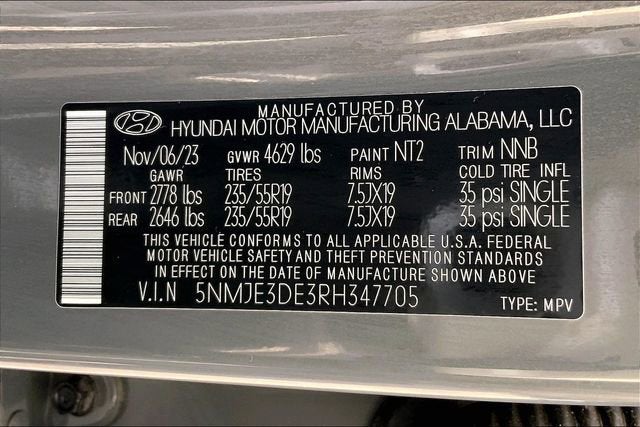 MANUFACTURED BY
HYUNDAI MOTOR MANUFACTURING ALABAMA, LLC
Nov/06/23 GVWR 4629 lbs PAINT NT2 TRIM NNB
GAWR TIRES RIMS COLD TIRE INFL
FRONT 2778 lbs 235/55R19 7.5JX19 35 psi SINGLE
REAR 2646 lbs 235/55R19 7.5JX19 35 psi SINGLE
THIS VEHICLE CONFORMS TO ALL APPLICABLE U.S.A. FEDERAL
MOTOR VEHICLE SAFETY AND THEFT PREVENTION STANDARDS
IN EFFECT ON THE DATE OF MANUFACTURE SHOWN ABOVE
V.I.N 5NMJE3DE3RH347705 TYPE: MPV